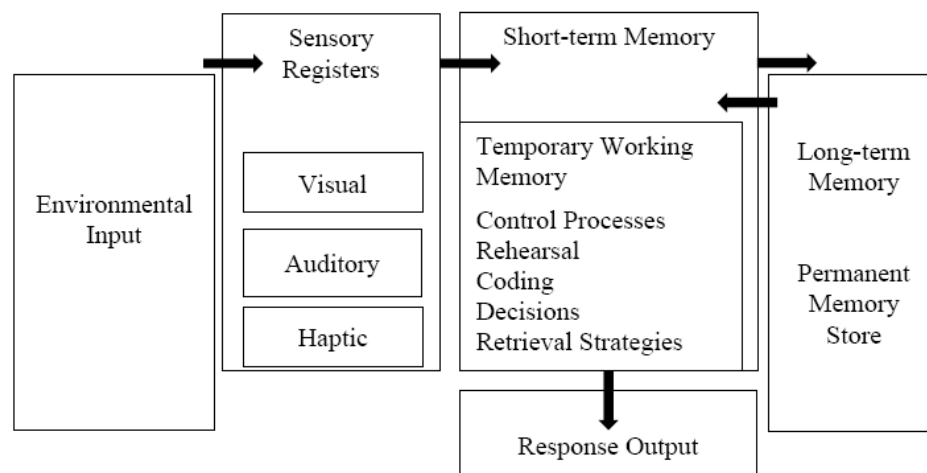 Environmental
Input
Sensory
Registers
Visual
Auditory
Haptic
Short-term Memory
Temporary Working
Memory
Control Processes
Rehearsal
Coding
Decisions
Retrieval Strategies
Response Output
Long-term
Memory
Permanent
Memory
Store